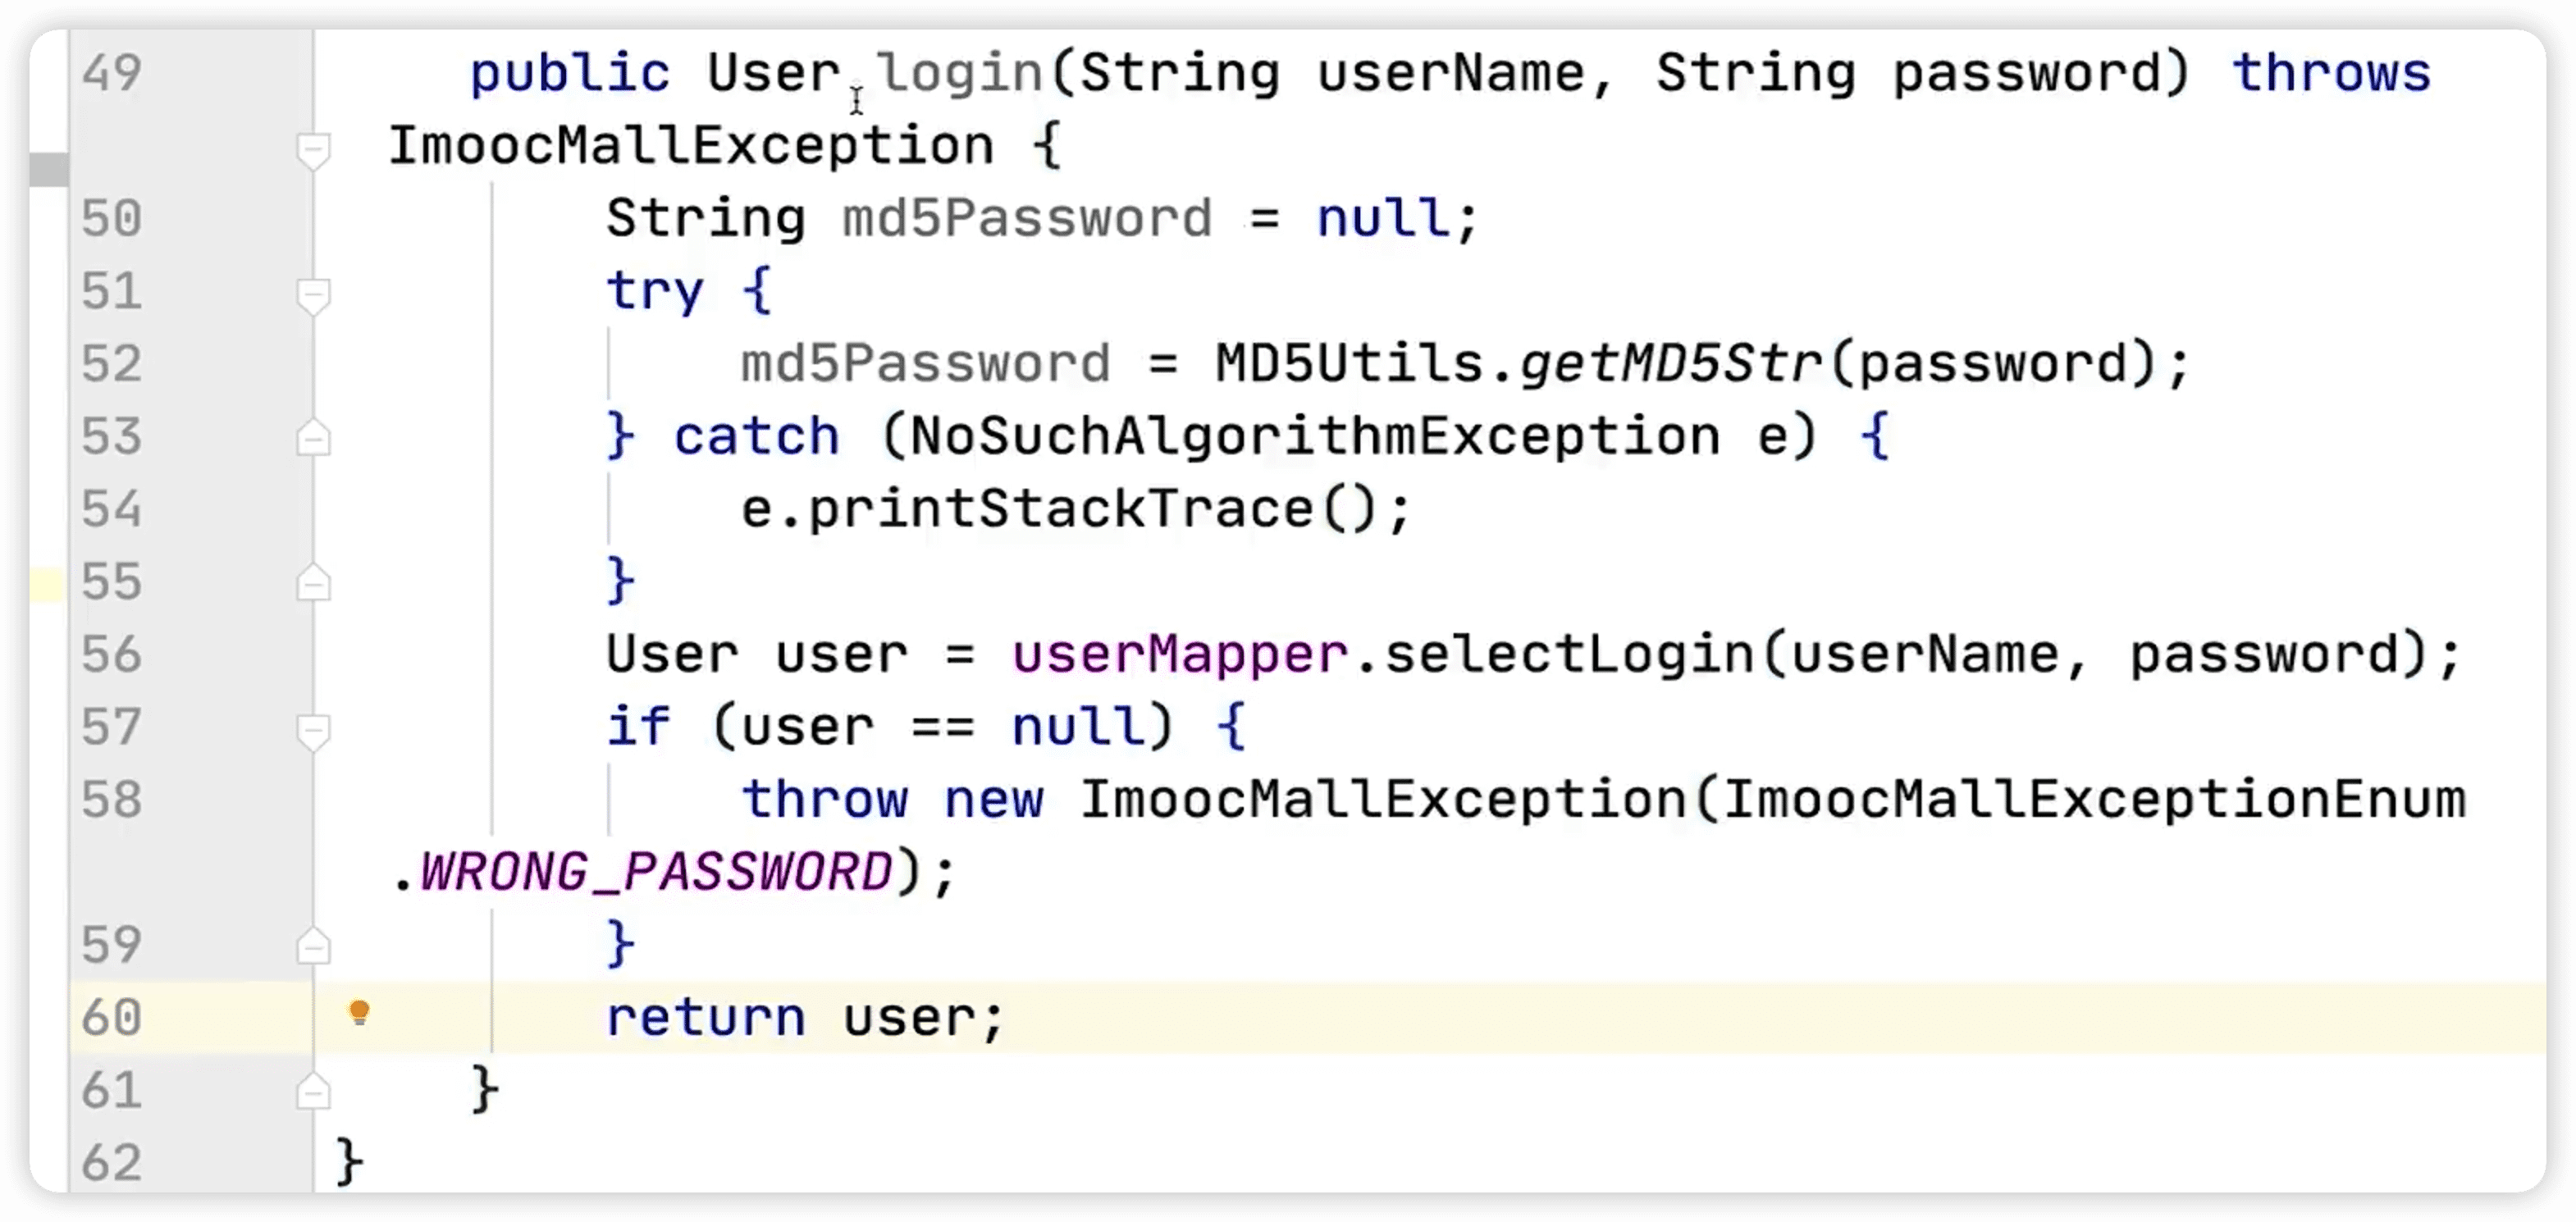 49 public User login(String userName, String password) throws
ImoocMallException {
50 String md5Password = null;
51 try {
52 md5Password = MD5Utils.getMD5Str(password);
53 } catch (NoSuchAlgorithmException e) {
54 e.printStackTrace();
55 }
56 User user = userMapper.selectLogin(userName, password);
57 if (user == null) {
58 throw new ImoocMallException(ImoocMallExceptionEnum
.WRONG_PASSWORD);
59 }
60 return user;
61 }
62 }